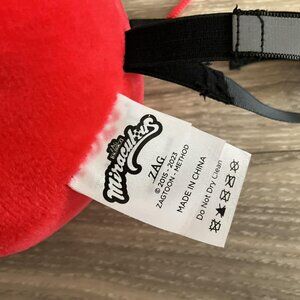 Miraculous
ZAG
© 2015 - 2023
ZAGTOON - METHOD
MADE IN CHINA
Do Not Dry Clean